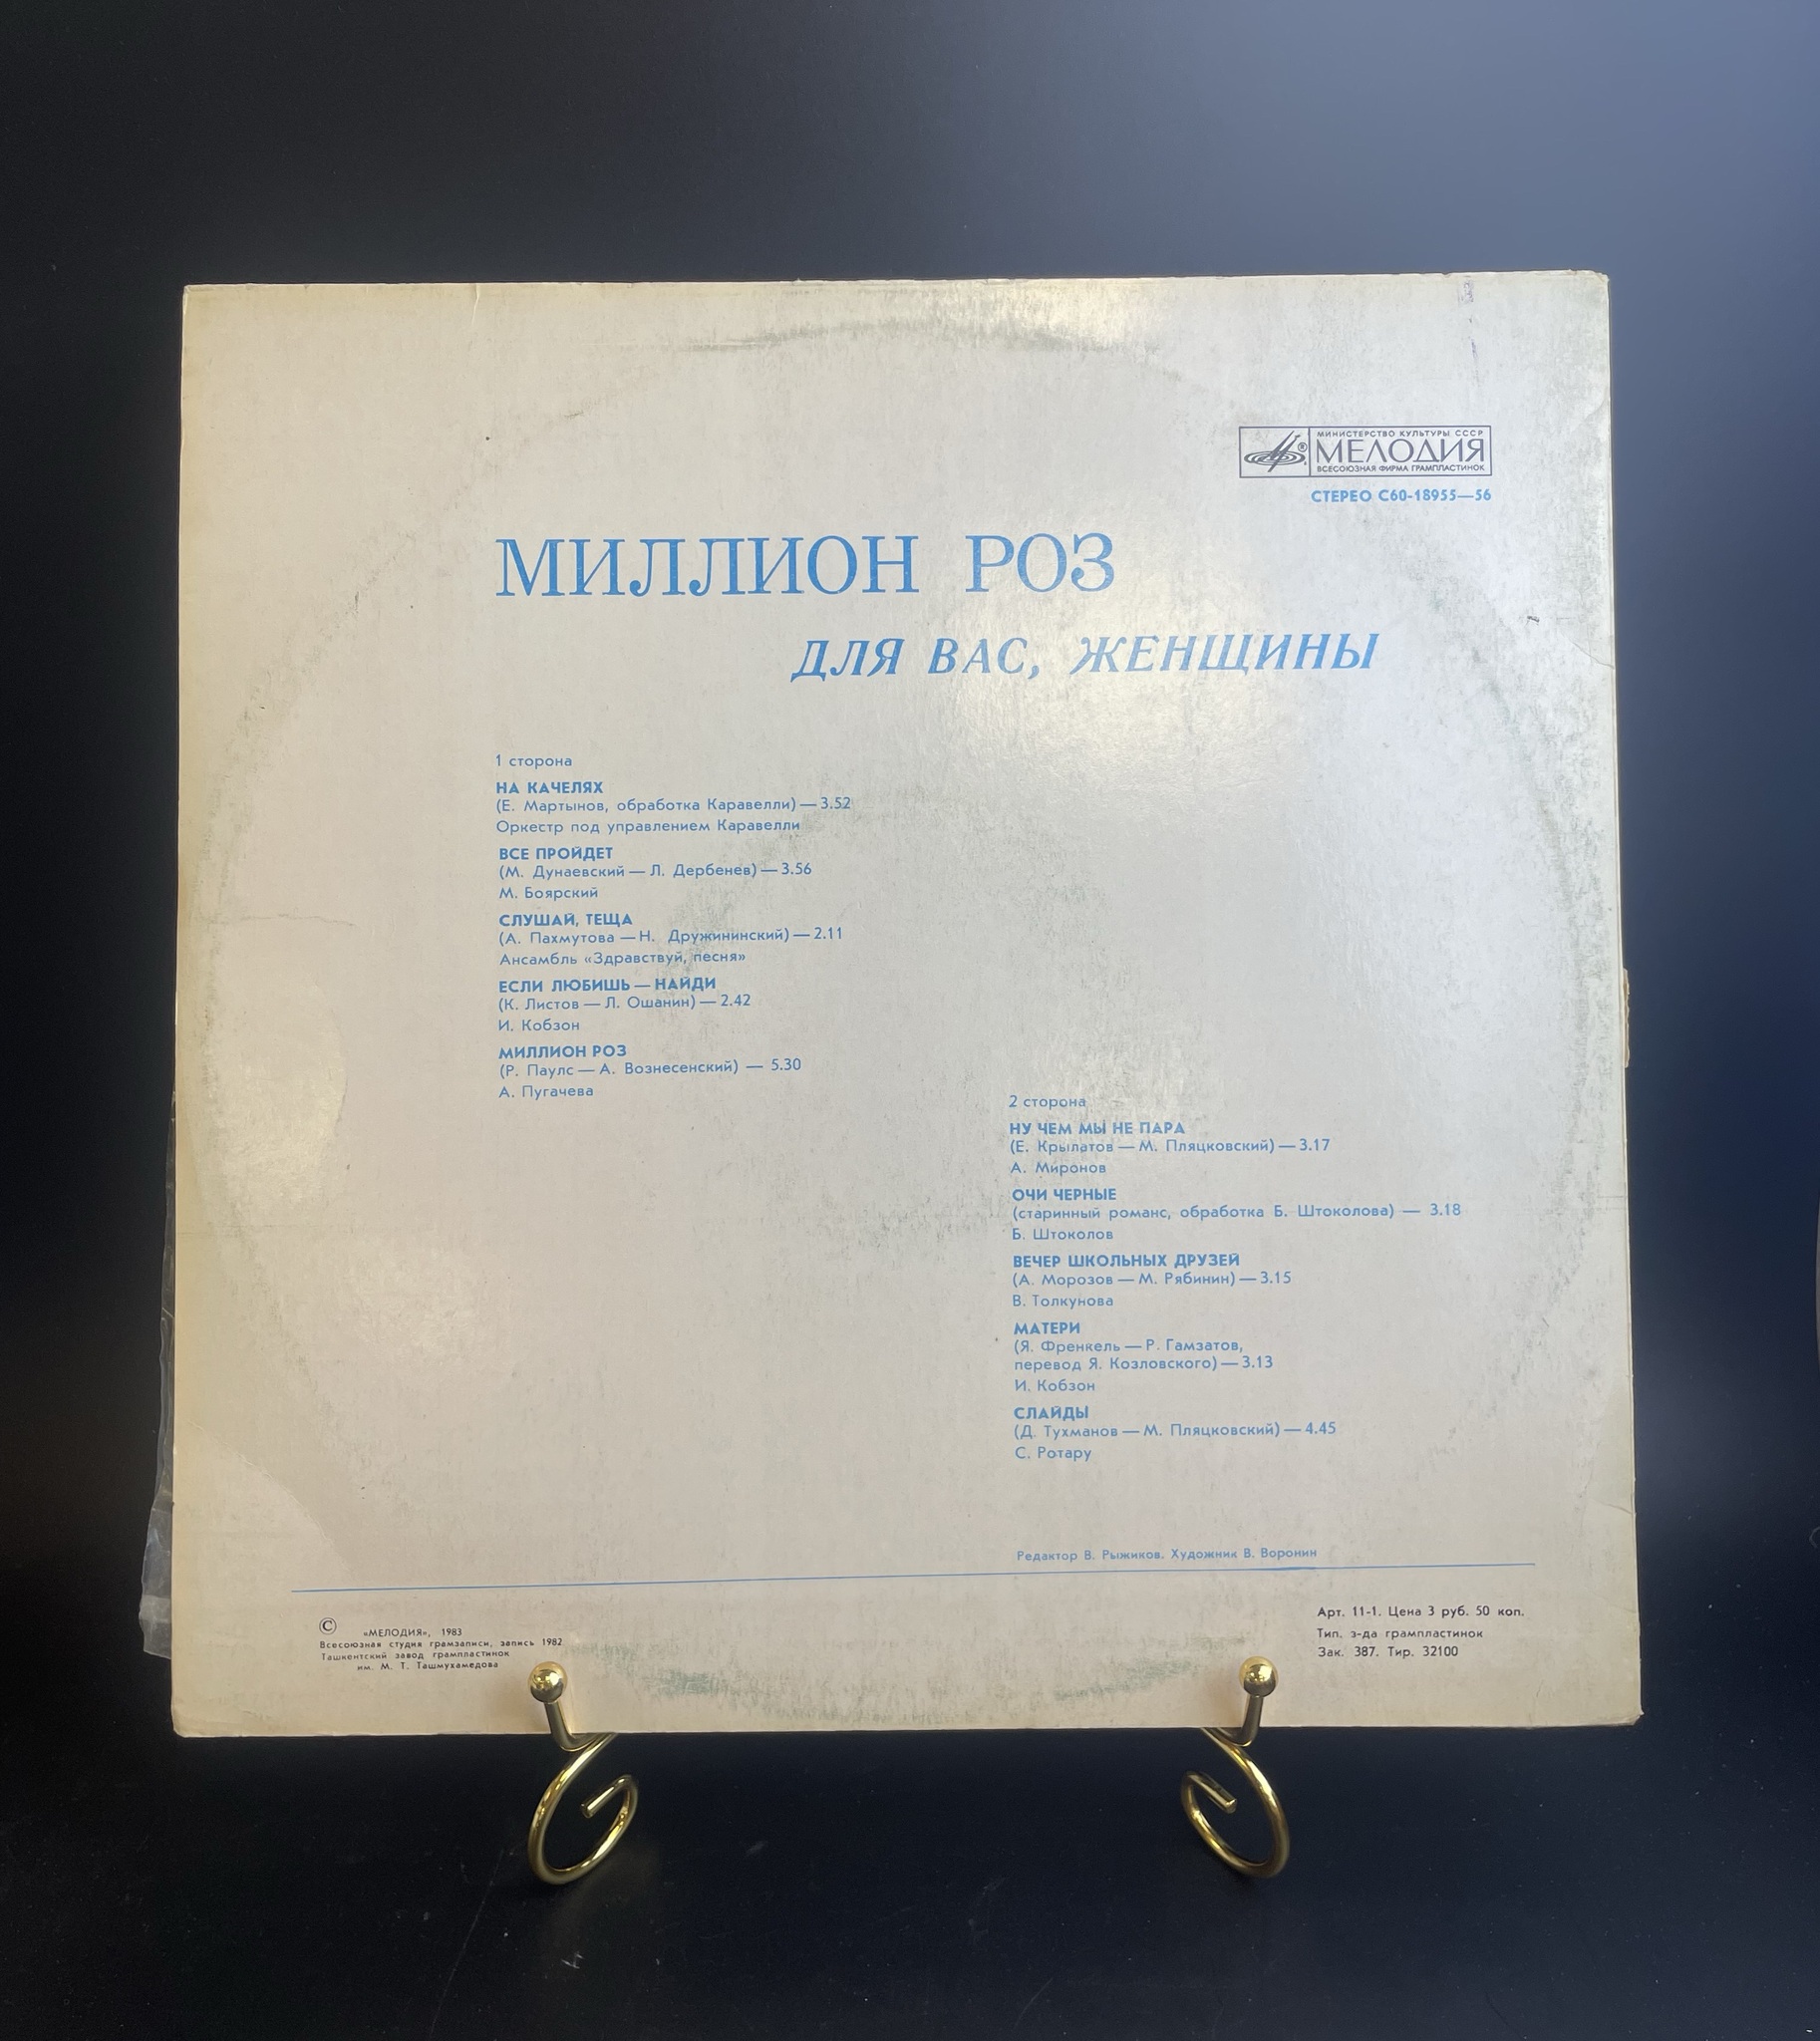 МИНИСТЕРСТВО КУЛЬТУРЫ СССР
МЕЛОДИЯ
ВСЕСОЮЗНАЯ ФИРМА ГРАМПЛАСТИНОК
СТЕРЕО С60-18955—56
МИЛЛИОН РОЗ
ДЛЯ ВАС, ЖЕНЩИНЫ
1 сторона
НА КАЧЕЛЯХ
(Е. Мартынов, обработка Каравелли) — 3.52
Оркестр под управлением Каравелли
ВСЕ ПРОЙДЕТ
(М. Дунаевский — Л. Дербенев) — 3.56
М. Боярский
СЛУШАЙ, ТЕЩА
(А. Пахмутова — Н. Дружининский) — 2.11
Ансамбль «Здравствуй, песня»
ЕСЛИ ЛЮБИШЬ — НАЙДИ
(К. Листов — Л. Ошанин) — 2.42
И. Кобзон
МИЛЛИОН РОЗ
(Р. Паулс — А. Вознесенский) — 5.30
А. Пугачева
2 сторона
НУ ЧЕМ МЫ НЕ ПАРА
(Е. Крылатов — М. Пляцковский) — 3.17
А. Миронов
ОЧИ ЧЕРНЫЕ
(старинный романс, обработка Б. Штоколова) — 3.18
Б. Штоколов
ВЕЧЕР ШКОЛЬНЫХ ДРУЗЕЙ
(А. Морозов — М. Рябинин) — 3.15
В. Толкунова
МАТЕРИ
(Я. Френкель — Р. Гамзатов,
перевод Я. Козловского) — 3.13
И. Кобзон
СЛАЙДЫ
(Д. Тухманов — М. Пляцковский) — 4.45
С. Ротару
Редактор В. Рыжиков. Художник В. Воронин
© «МЕЛОДИЯ», 1983
Всесоюзная студия грамзаписи, запись 1982
Ташкентский завод грампластинок
им. М. Т. Ташмухамедова
Арт. 11-1. Цена 3 руб. 50 коп.
Тип. з-да грампластинок
Зак. 387. Тир. 32100